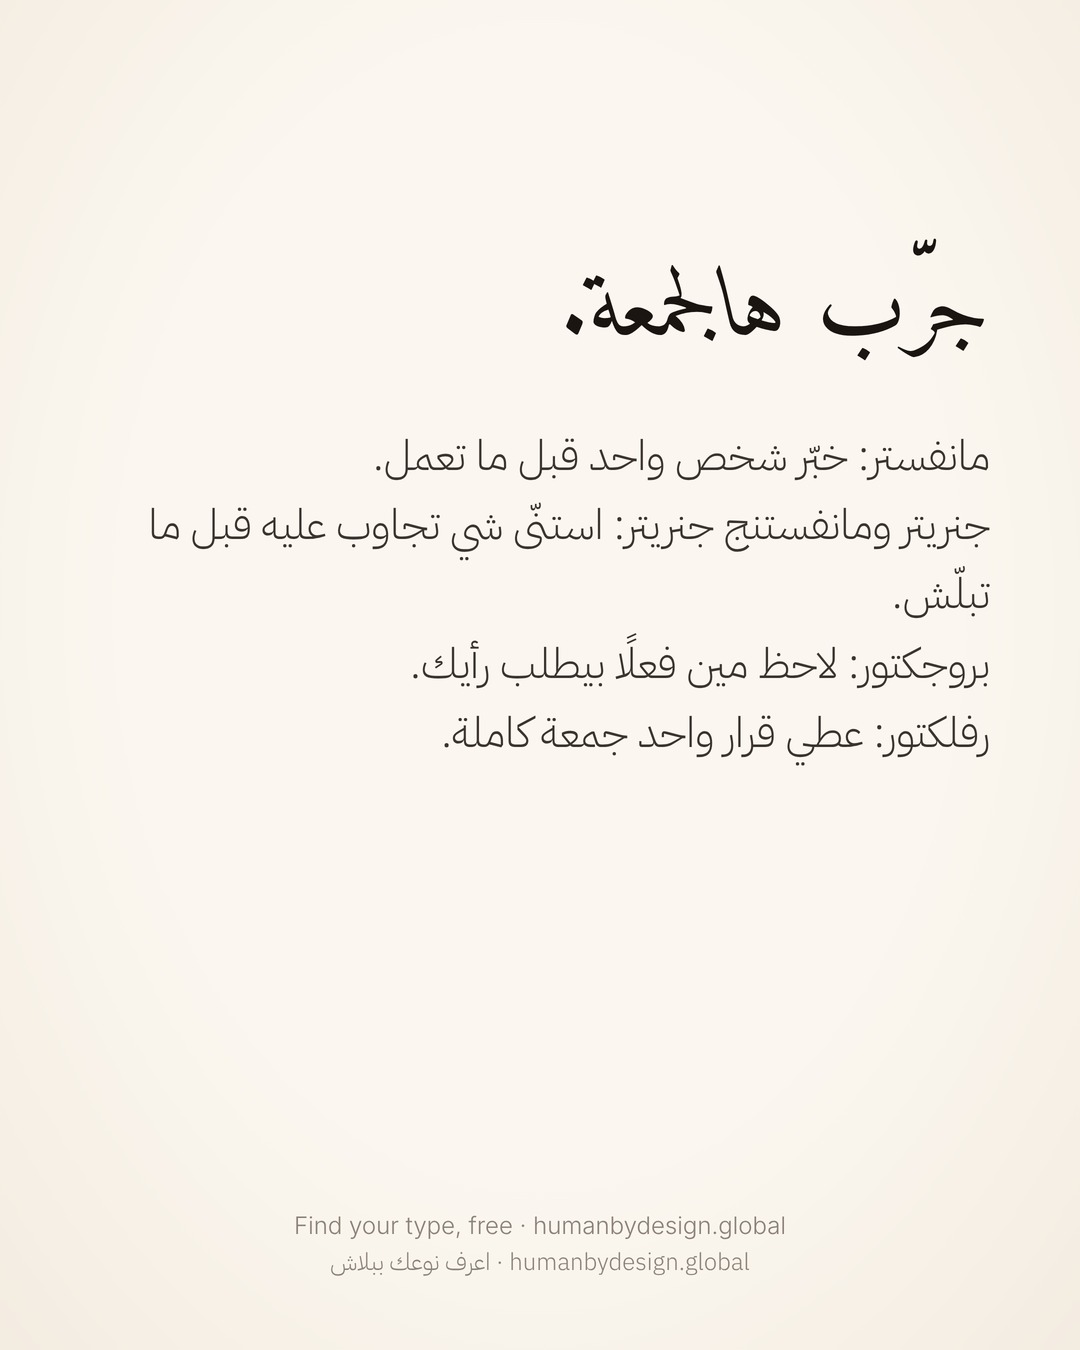 جرّب هالجمعة.
مانفستر: خبّر شخص واحد قبل ما تعمل.
جنريتر ومانفستنج جنريتر: استنّى شي تجاوب عليه قبل ما
تبلّش.
بروجكتور: لاحظ مين فعلًا بيطلب رأيك.
رفلكتور: عطي قرار واحد جمعة كاملة.
Find your type, free · humanbydesign.global
اعرف نوعك ببلاش · humanbydesign.global